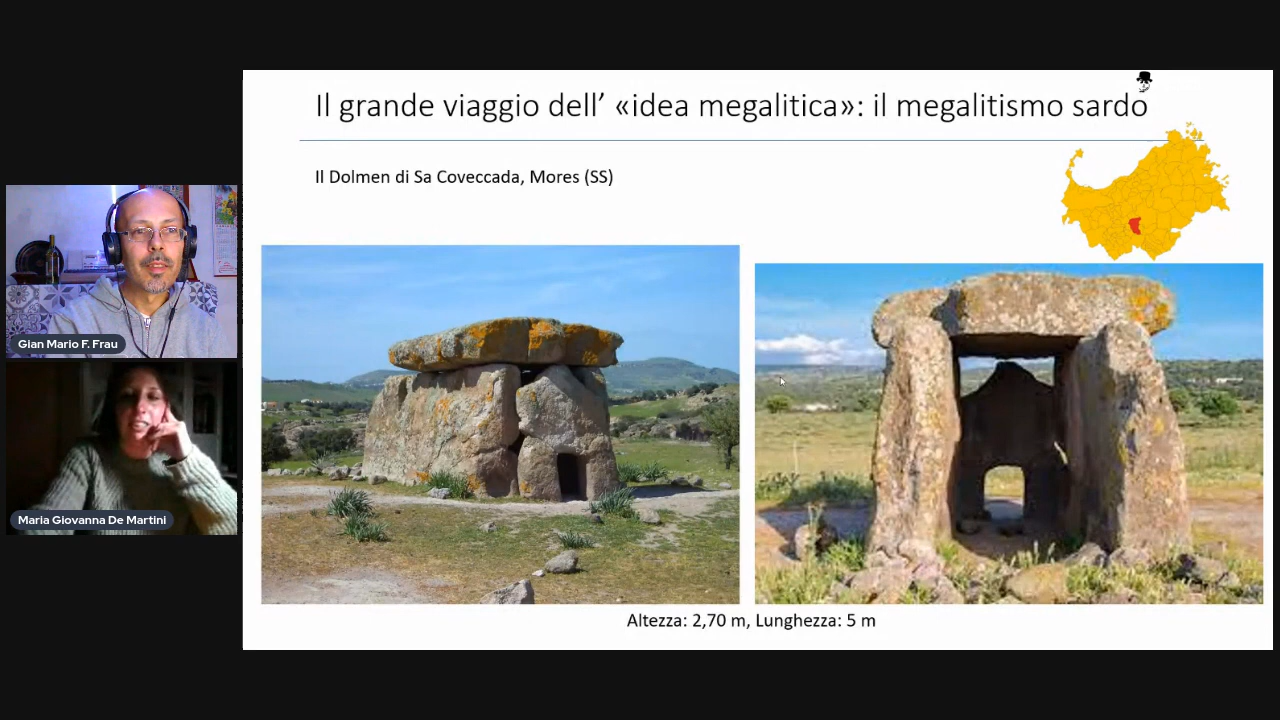 Il grande viaggio dell’ «idea megalitica»: il megalitismo sardo
Il Dolmen di Sa Coveccada, Mores (SS)
Gian Mario F. Frau
Maria Giovanna De Martini
Altezza: 2,70 m, Lunghezza: 5 m